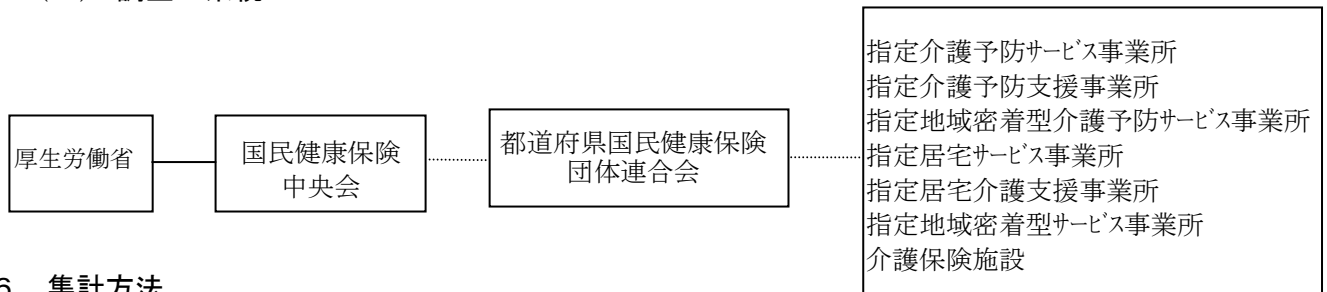 厚生労働省
国民健康保険
中央会
都道府県国民健康保険
団体連合会
指定介護予防サービス事業所
指定介護予防支援事業所
指定地域密着型介護予防サービス事業所
指定居宅サービス事業所
指定居宅介護支援事業所
指定地域密着型サービス事業所
介護保険施設
6 集計方法